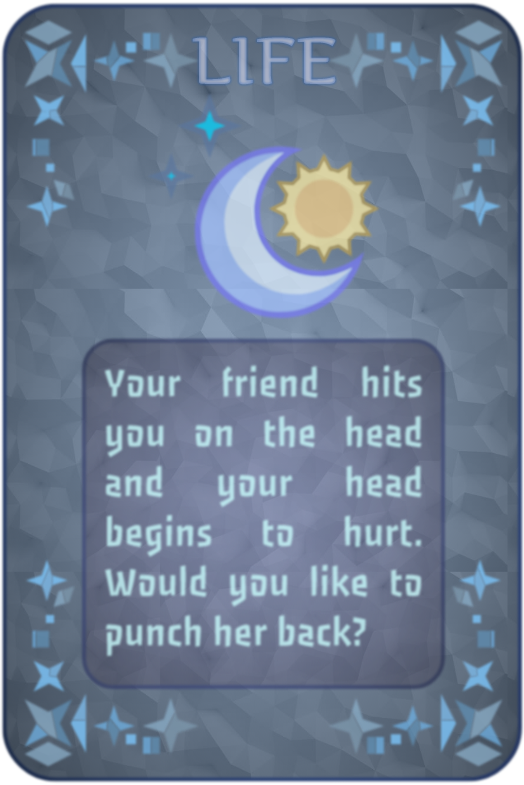 LIFE
Your friend hits
you on the head
and your head
begins to hurt.
Would you like to
punch her back?